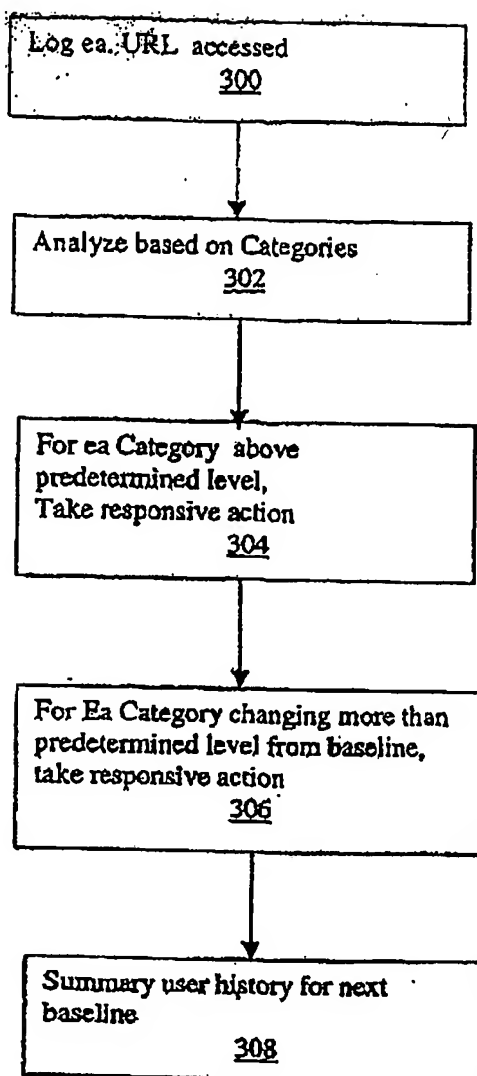 Log ea. URL accessed
300
Analyze based on Categories
302
For ea Category above
predetermined level,
Take responsive action
304
For Ea Category changing more than
predetermined level from baseline,
take responsive action
306
Summary user history for next
baseline
308